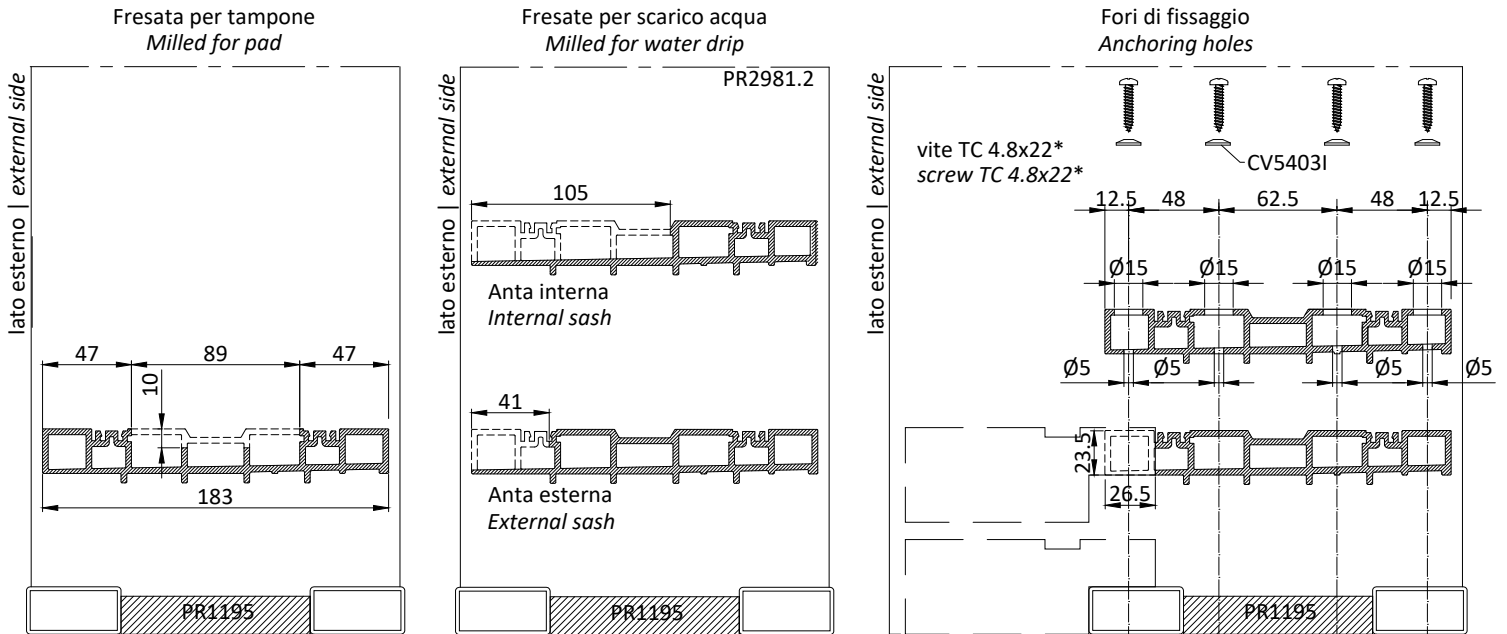 Fresata per tampone
Milled for pad
lato esterno | external side
47
89
47
10
183
PR1195
Fresate per scarico acqua
Milled for water drip
PR2981.2
lato esterno | external side
105
Anta interna
Internal sash
41
Anta esterna
External sash
Fori di fissaggio
Anchoring holes
lato esterno | external side
vite TC 4.8x22*
screw TC 4.8x22*
CV5403I
12.5 48 62.5 48 12.5
Ø15 Ø15 Ø15 Ø15
Ø5 Ø5 Ø5 Ø5
23.5
26.5
PR1195